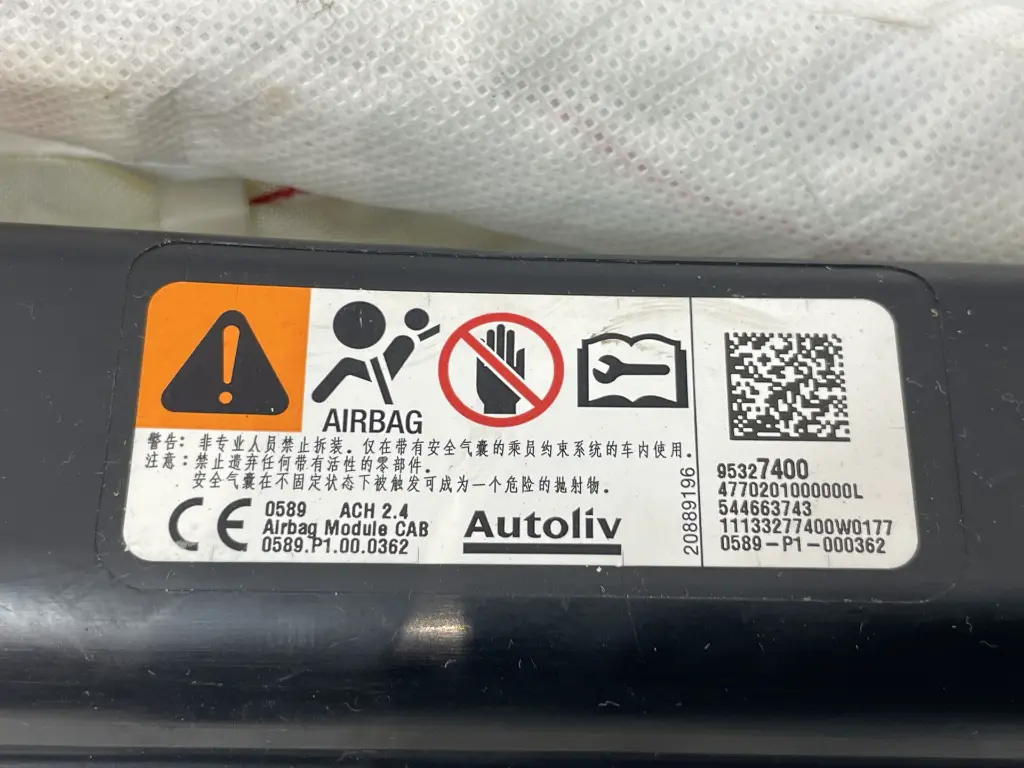 AIRBAG
警告: 非专业人员禁止拆装. 仅在带有安全气囊的乘员约束系统的车内使用.
注意: 禁止遗弃任何带有活性的零部件.
安全气囊在不固定状态下被触发可成为一个危险的抛射物.
CE 0589 ACH 2.4
Airbag Module CAB
0589.P1.00.0362
Autoliv
20889196
95327400
4770201000000L
544663743
11133277400W0177
0589-P1-000362